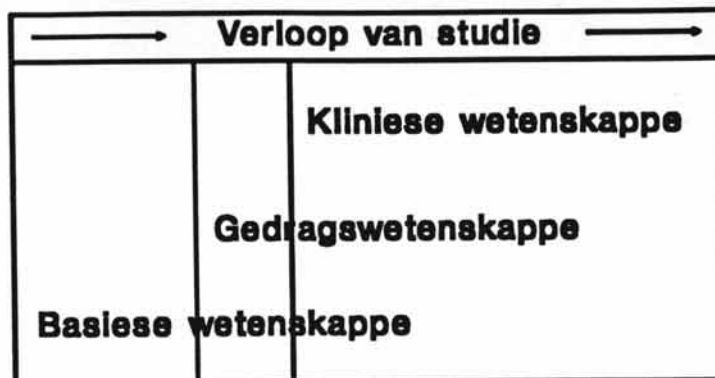 Verloop van studie
Kliniese wetenskappe
Gedragswetenskappe
Basiese wetenskappe